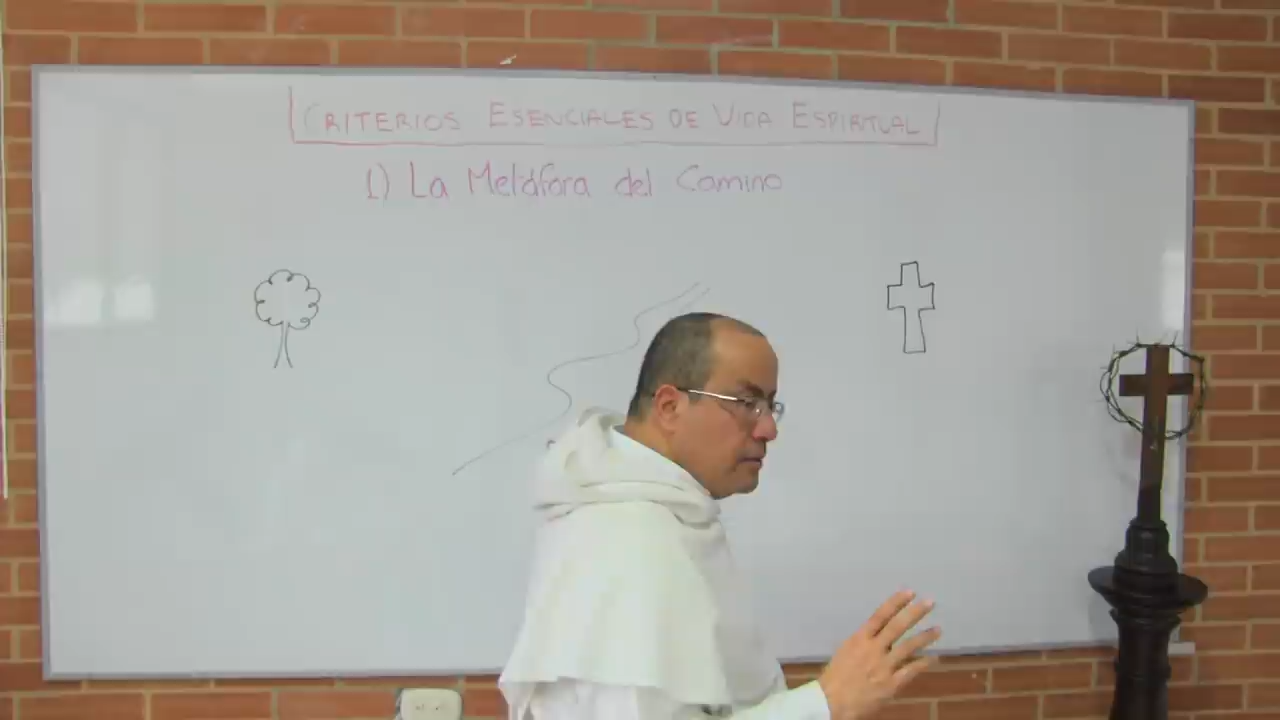 CRITERIOS ESENCIALES DE VIDA ESPIRITUAL
1) La Metáfora del Camino